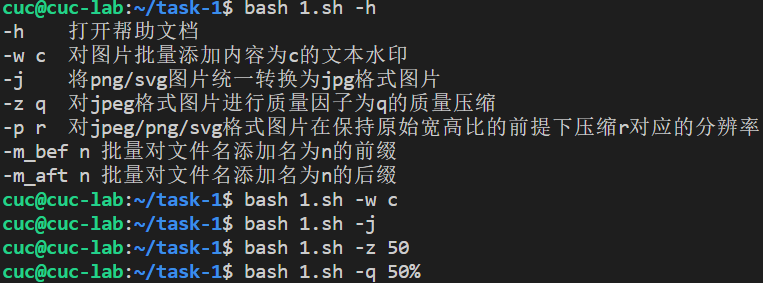 cuc@cuc-lab:~/task-1$ bash 1.sh -h
-h    打开帮助文档
-w c  对图片批量添加内容为c的文本水印
-j    将png/svg图片统一转换为jpg格式图片
-z q  对jpeg格式图片进行质量因子为q的质量压缩
-p r  对jpeg/png/svg格式图片在保持原始宽高比的前提下压缩r对应的分辨率
-m_bef n 批量对文件名添加名为n的前缀
-m_aft n 批量对文件名添加名为n的后缀
cuc@cuc-lab:~/task-1$ bash 1.sh -w c
cuc@cuc-lab:~/task-1$ bash 1.sh -j
cuc@cuc-lab:~/task-1$ bash 1.sh -z 50
cuc@cuc-lab:~/task-1$ bash 1.sh -q 50%